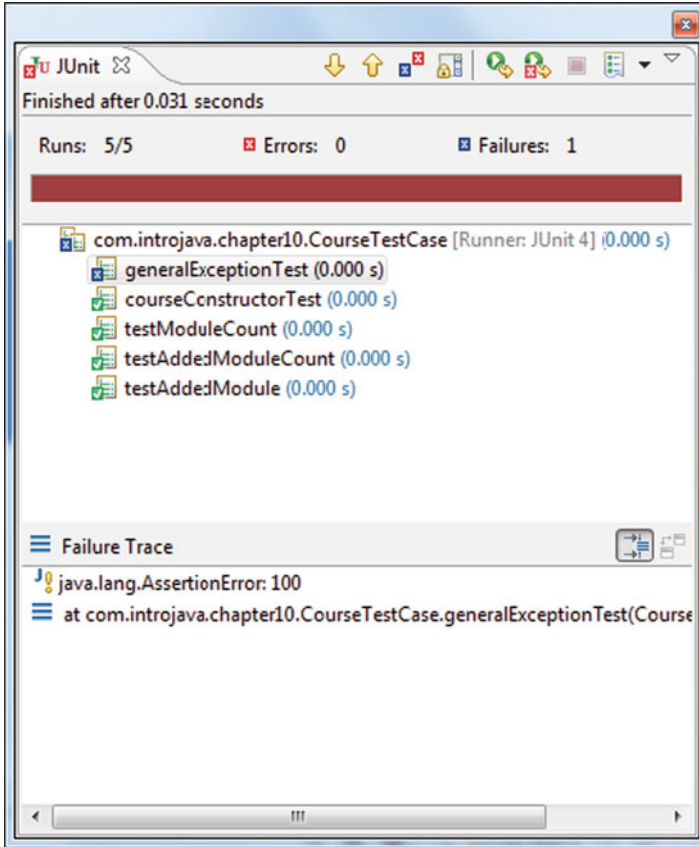 JUnit
Finished after 0.031 seconds
Runs: 5/5 Errors: 0 Failures: 1
com.introjava.chapter10.CourseTestCase [Runner: JUnit 4] (0.000 s)
generalExceptionTest (0.000 s)
courseConstructorTest (0.000 s)
testModuleCount (0.000 s)
testAddedModuleCount (0.000 s)
testAddedModule (0.000 s)
Failure Trace
java.lang.AssertionError: 100
at com.introjava.chapter10.CourseTestCase.generalExceptionTest(Course